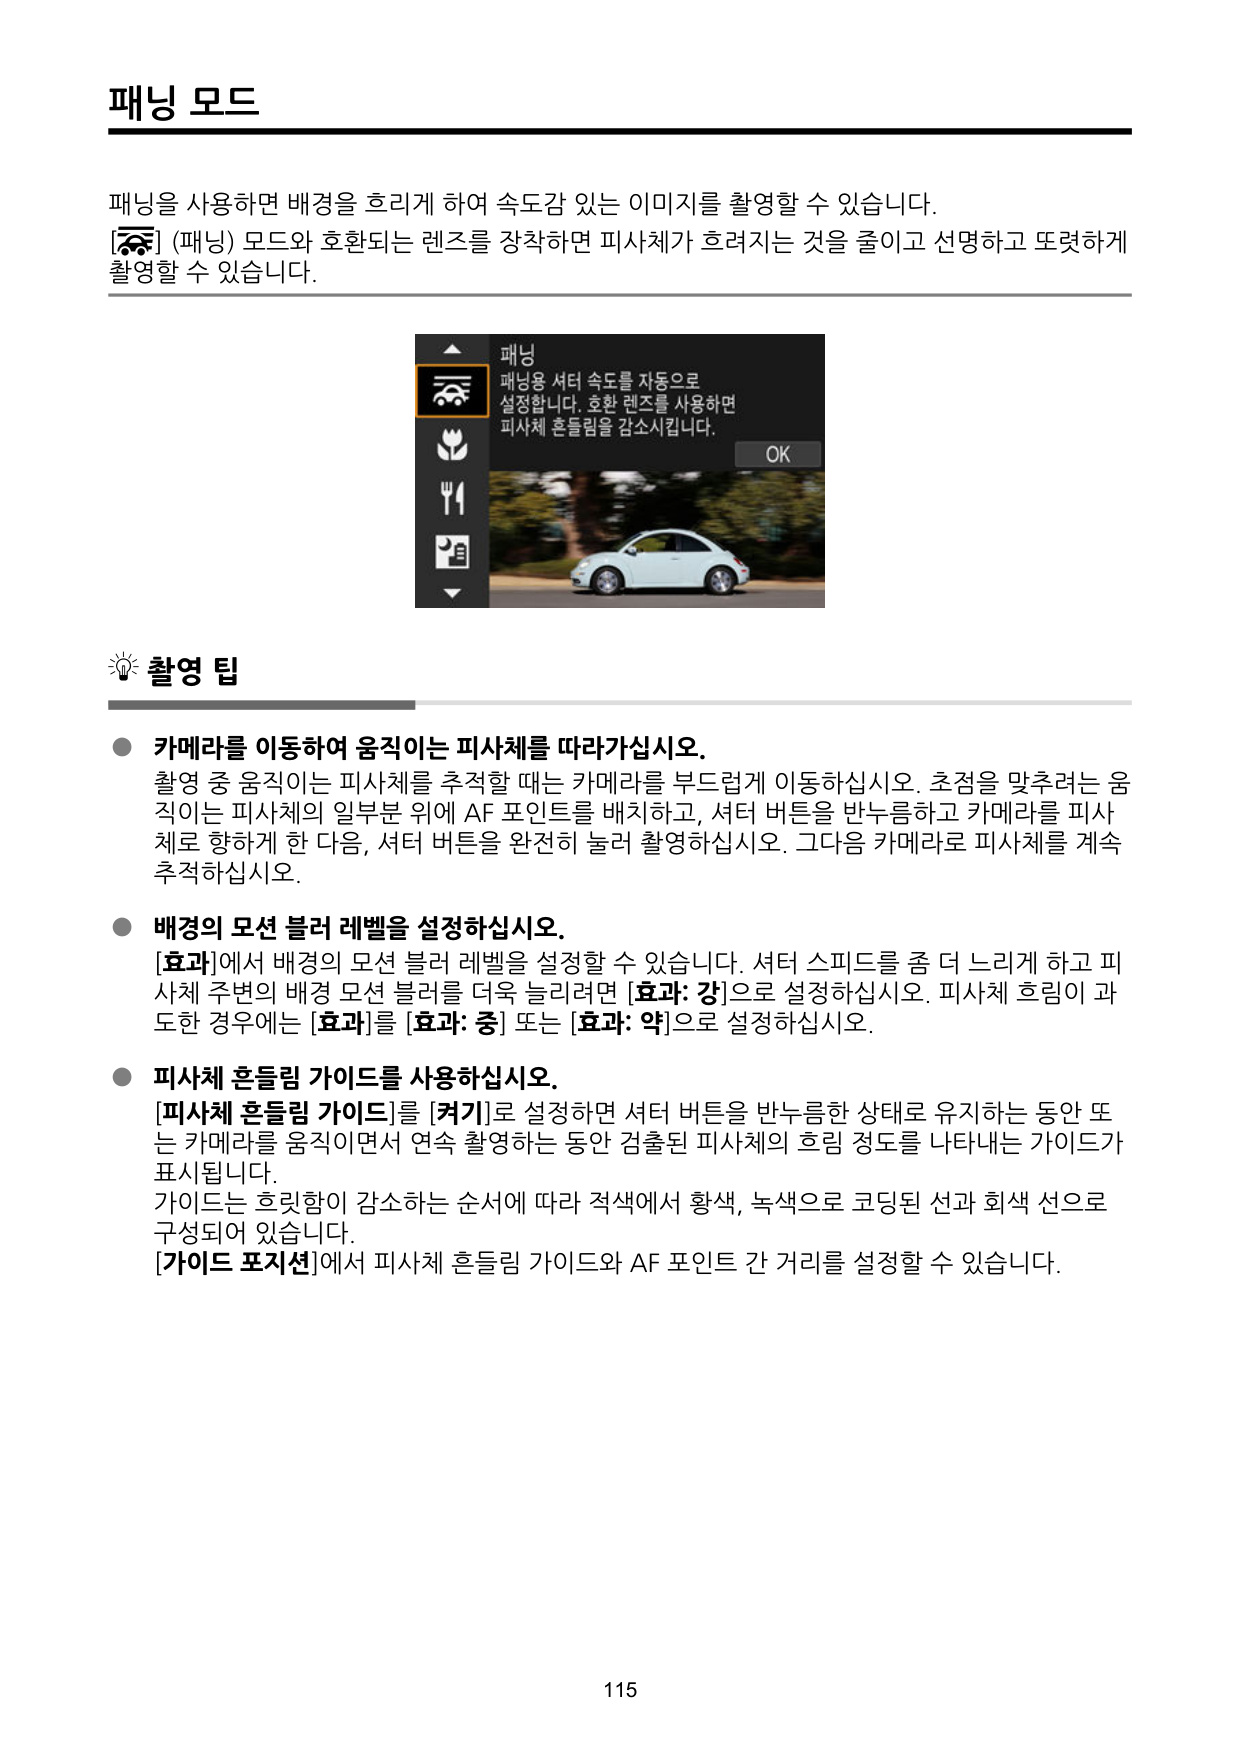 패닝 모드
패닝을 사용하면 배경을 흐리게 하여 속도감 있는 이미지를 촬영할 수 있습니다.
[] (패닝) 모드와 호환되는 렌즈를 장착하면 피사체가 흐려지는 것을 줄이고 선명하고 또렷하게
촬영할 수 있습니다.
패닝
패닝용 셔터 속도를 자동으로
설정합니다. 호환 렌즈를 사용하면
피사체 흔들림을 감소시킵니다.
OK
촬영 팁
● 카메라를 이동하여 움직이는 피사체를 따라가십시오.
촬영 중 움직이는 피사체를 추적할 때는 카메라를 부드럽게 이동하십시오. 초점을 맞추려는 움
직이는 피사체의 일부분 위에 AF 포인트를 배치하고, 셔터 버튼을 반누름하고 카메라를 피사
체로 향하게 한 다음, 셔터 버튼을 완전히 눌러 촬영하십시오. 그다음 카메라로 피사체를 계속
추적하십시오.
● 배경의 모션 블러 레벨을 설정하십시오.
[효과]에서 배경의 모션 블러 레벨을 설정할 수 있습니다. 셔터 스피드를 좀 더 느리게 하고 피
사체 주변의 배경 모션 블러를 더욱 늘리려면 [효과: 강]으로 설정하십시오. 피사체 흐림이 과
도한 경우에는 [효과]를 [효과: 중] 또는 [효과: 약]으로 설정하십시오.
● 피사체 흔들림 가이드를 사용하십시오.
[피사체 흔들림 가이드]를 [켜기]로 설정하면 셔터 버튼을 반누름한 상태로 유지하는 동안 또
는 카메라를 움직이면서 연속 촬영하는 동안 검출된 피사체의 흐림 정도를 나타내는 가이드가
표시됩니다.
가이드는 흐릿함이 감소하는 순서에 따라 적색에서 황색, 녹색으로 코딩된 선과 회색 선으로
구성되어 있습니다.
[가이드 포지션]에서 피사체 흔들림 가이드와 AF 포인트 간 거리를 설정할 수 있습니다.
115